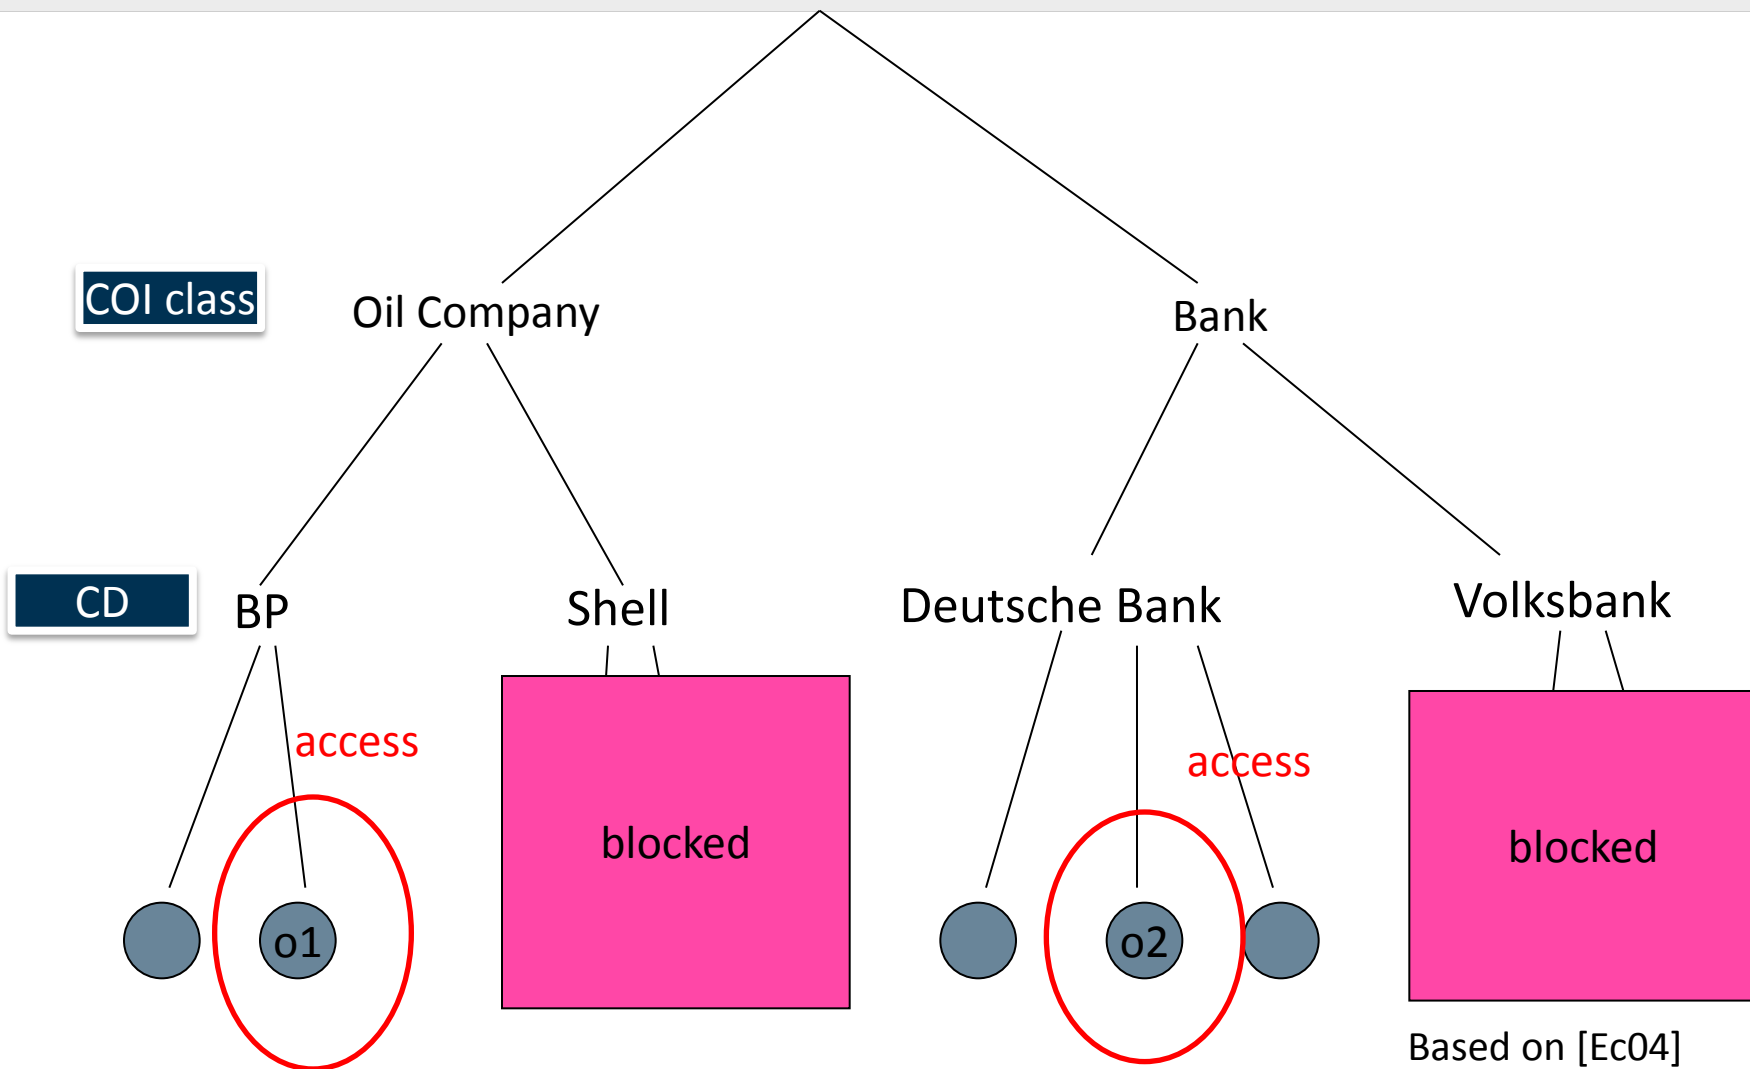 COI class
Oil Company
Bank
CD
BP
Shell
Deutsche Bank
Volksbank
access
access
blocked
blocked
o1
o2
Based on [Ec04]